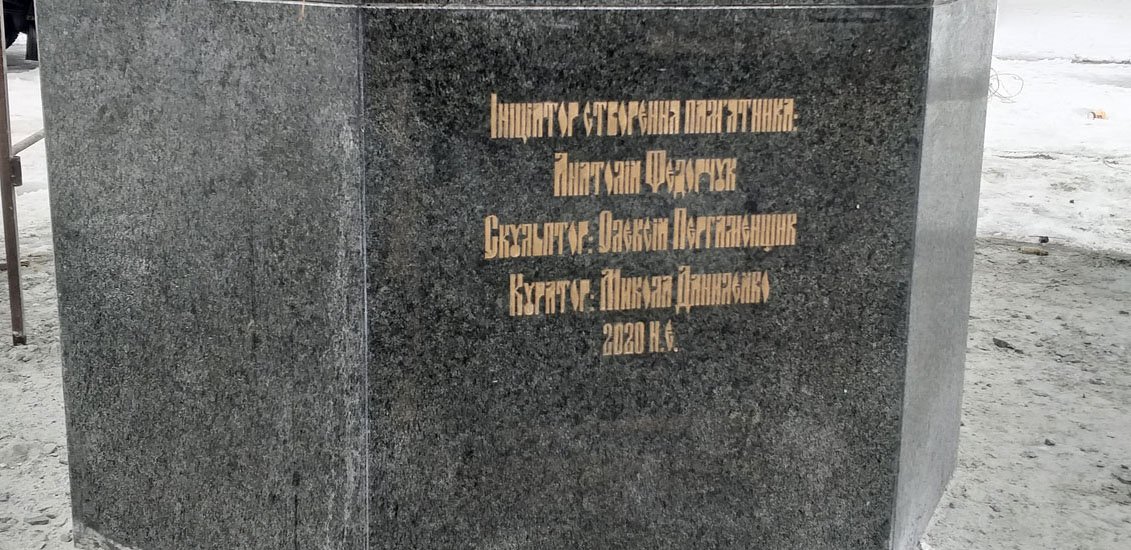 Ініціатор створення пам'ятника:
Анатолій Федорчук
Скульптор: Олексій Пергаменщик
Куратор: Микола Даниленко
2020 н.є.